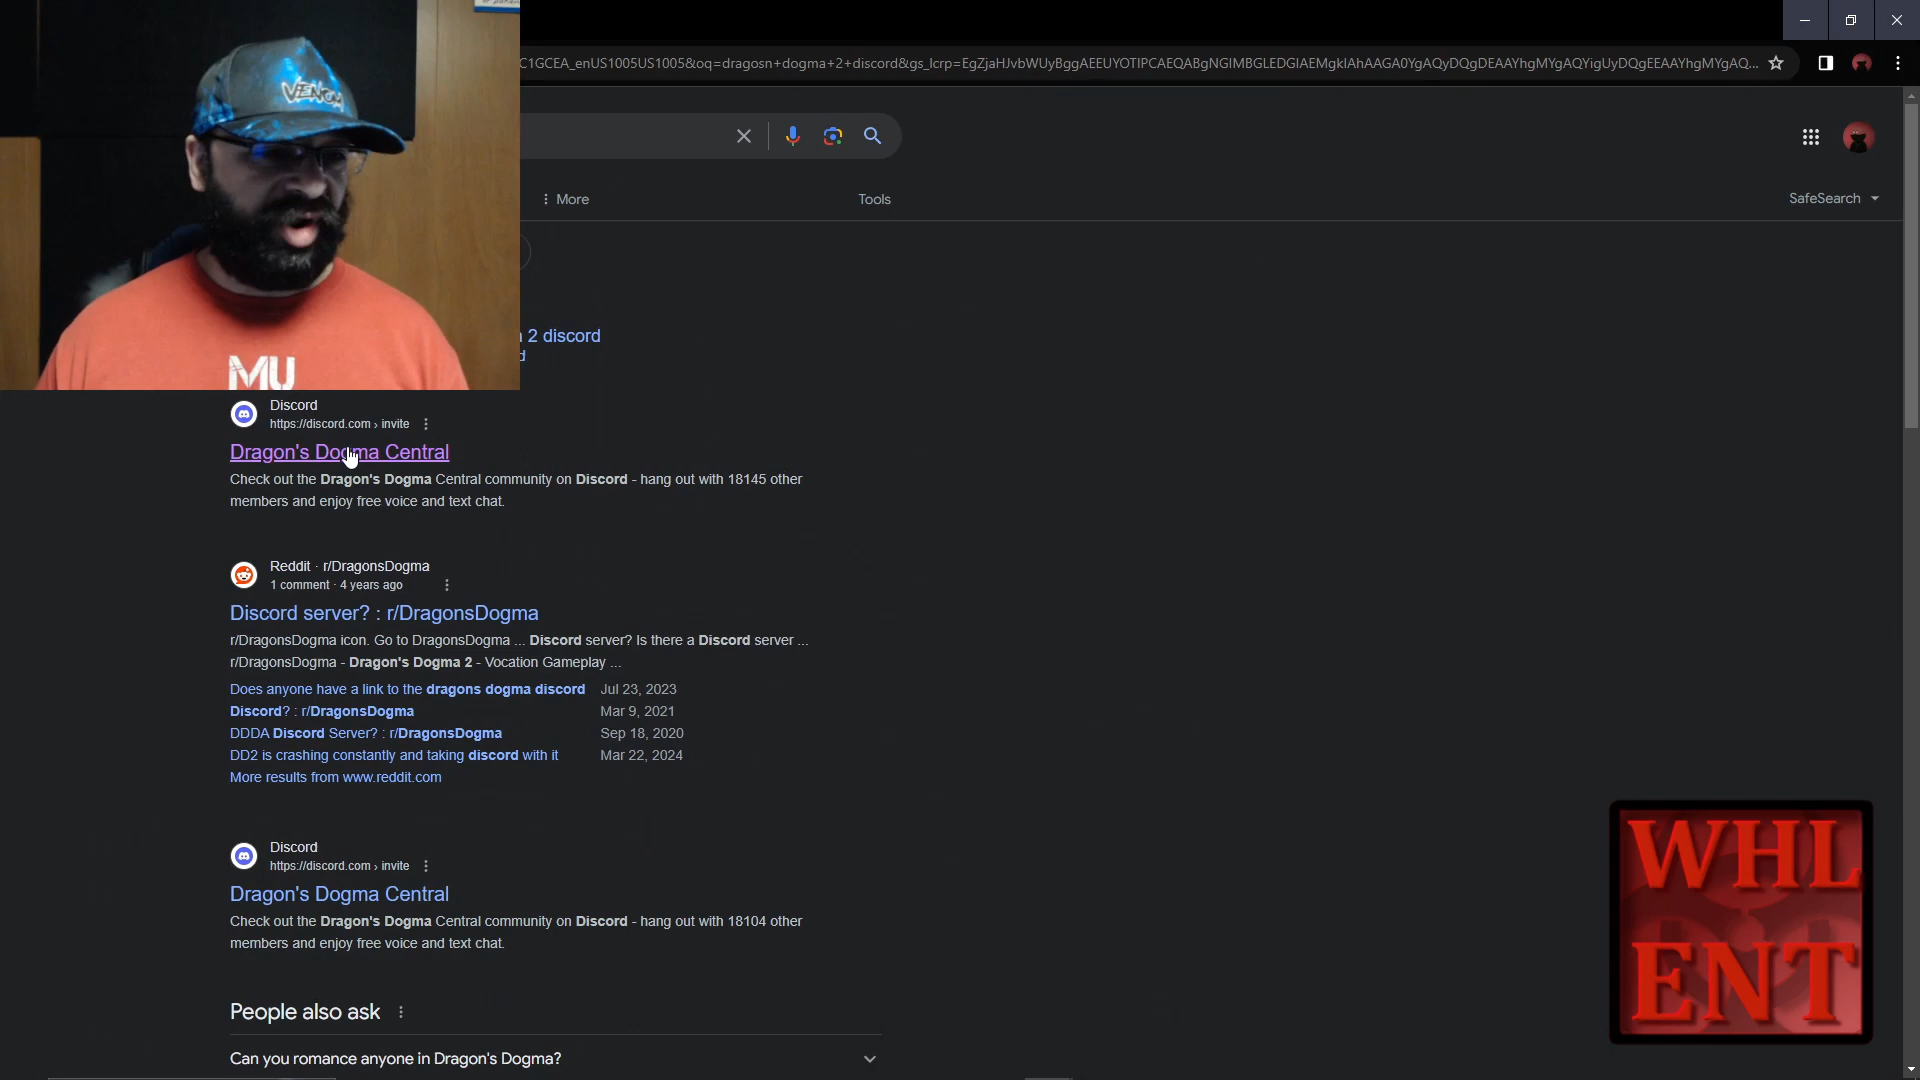 VENOM
MU
C1GCEA_enUS1005US1005&oq=dragosn+dogma+2+discord&gs_lcrp=EgZjaHJvbWUyBggAEEUYOTIPCAEQABgNGIMBGLEDGIAEMgkIAhAAGA0YgAQyDQgDEAAYhgMYgAQYigUyDQgEEAAYhgMYgAQ...
More
Tools
SafeSearch
2 discord
d
Discord
https://discord.com › invite
Dragon's Dogma Central
Check out the Dragon's Dogma Central community on Discord - hang out with 18145 other
members and enjoy free voice and text chat.
Reddit · r/DragonsDogma
1 comment · 4 years ago
Discord server? : r/DragonsDogma
r/DragonsDogma icon. Go to DragonsDogma ... Discord server? Is there a Discord server ...
r/DragonsDogma - Dragon's Dogma 2 - Vocation Gameplay ...
Does anyone have a link to the dragons dogma discord Jul 23, 2023
Discord? : r/DragonsDogma Mar 9, 2021
DDDA Discord Server? : r/DragonsDogma Sep 18, 2020
DD2 is crashing constantly and taking discord with it Mar 22, 2024
More results from www.reddit.com
Discord
https://discord.com › invite
Dragon's Dogma Central
Check out the Dragon's Dogma Central community on Discord - hang out with 18104 other
members and enjoy free voice and text chat.
People also ask
Can you romance anyone in Dragon's Dogma?
WHL
ENT